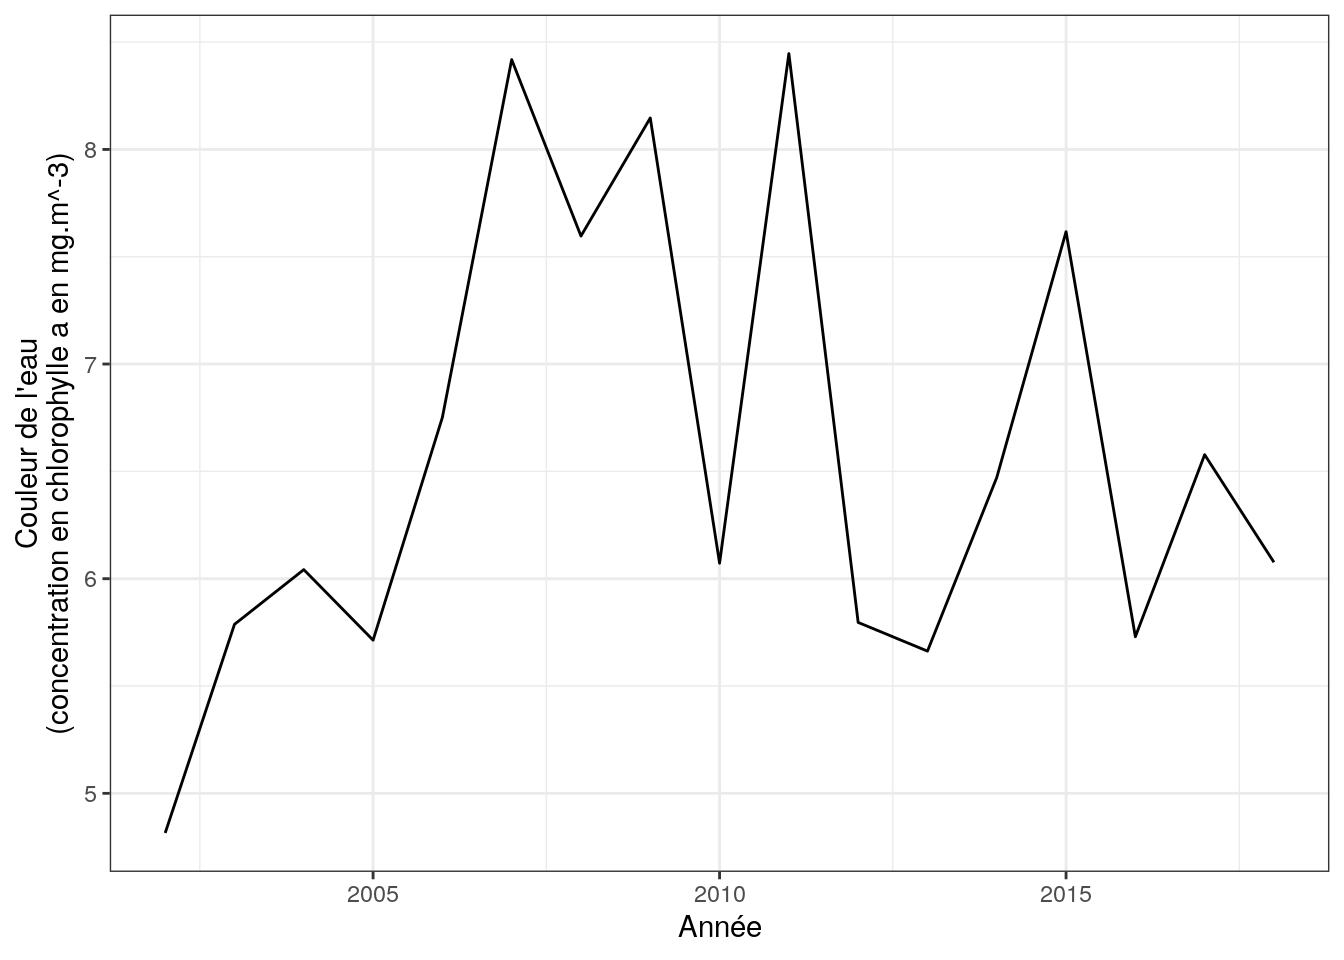 Couleur de l'eau
(concentration en chlorophylle a en mg.m^-3)
8
7
6
5
2005
2010
2015
Année